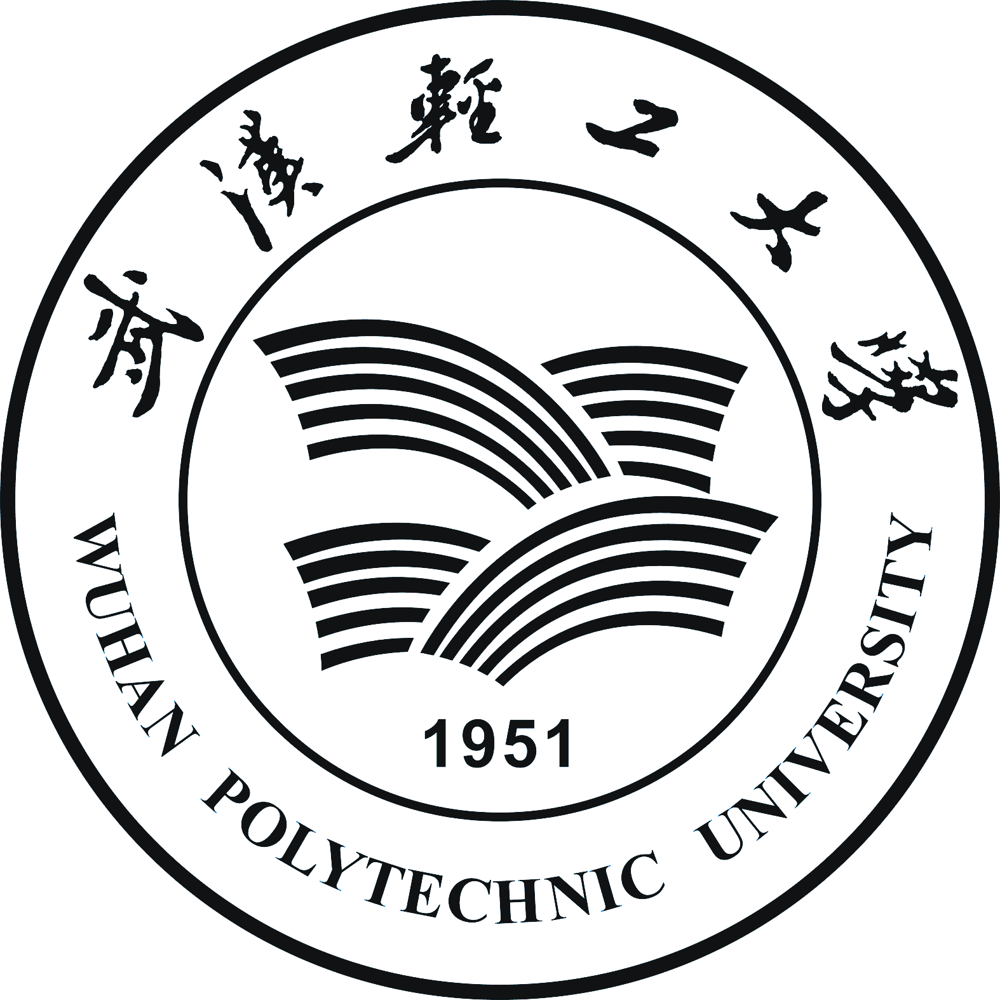 武漢輕工大學
1951
WUHAN POLYTECHNIC UNIVERSITY